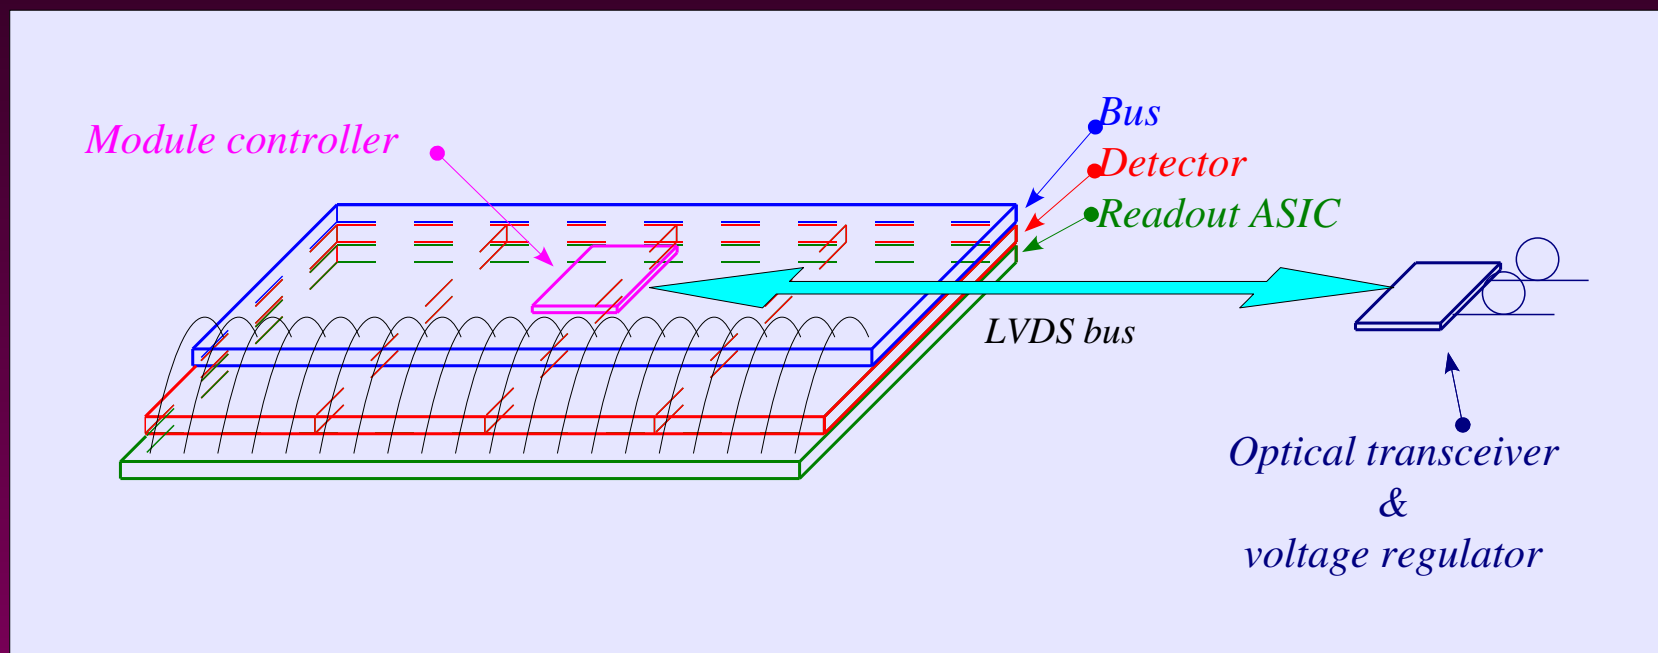 Module controller
Bus
Detector
Readout ASIC
LVDS bus
Optical transceiver
&
voltage regulator